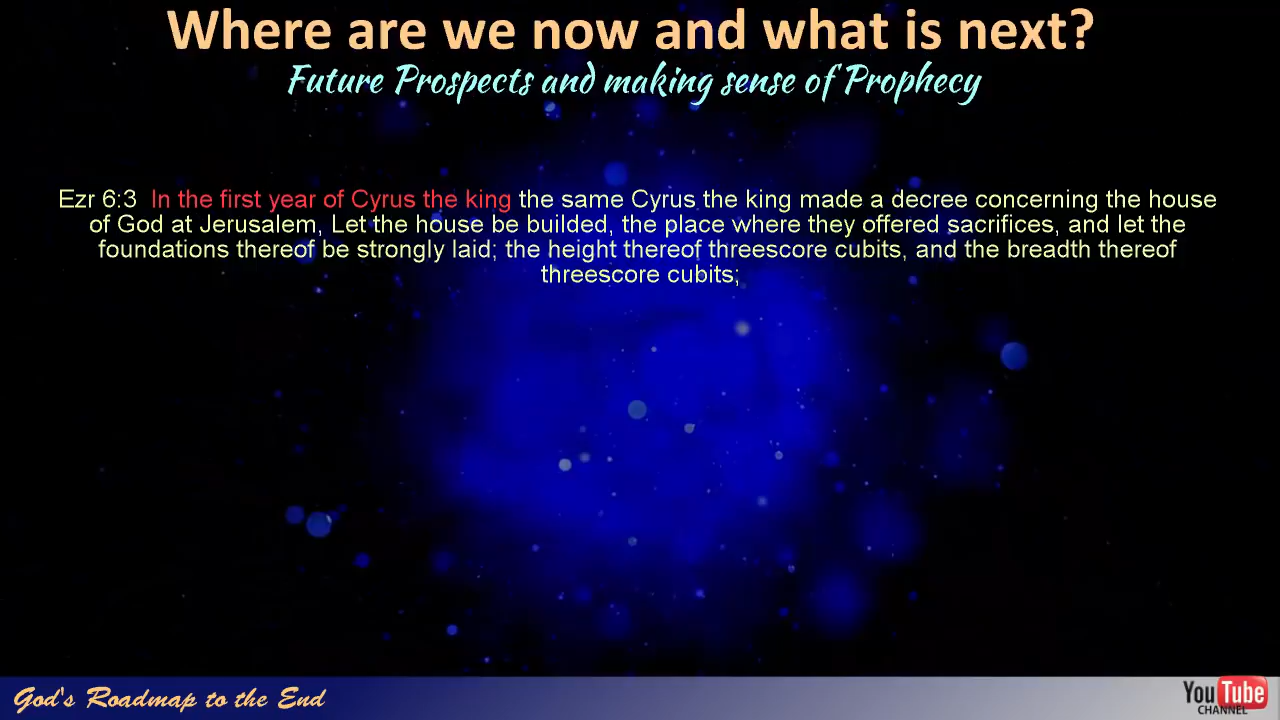 Where are we now and what is next?
Future Prospects and making sense of Prophecy
Ezr 6:3  In the first year of Cyrus the king the same Cyrus the king made a decree concerning the house
of God at Jerusalem, Let the house be builded, the place where they offered sacrifices, and let the
foundations thereof be strongly laid; the height thereof threescore cubits, and the breadth thereof
threescore cubits;
God's Roadmap to the End
YouTube
CHANNEL